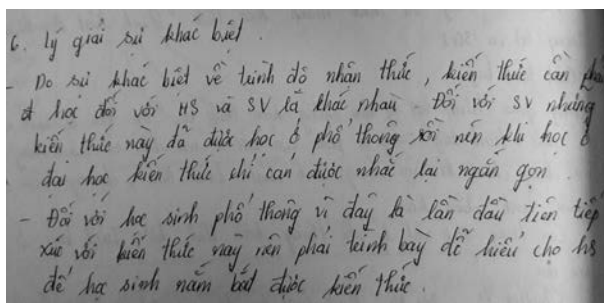 6. Lý giải sự khác biệt.
- Do sự khác biệt về trình độ nhận thức, kiến thức cần phải
học đối với HS và SV là khác nhau. Đối với SV những
kiến thức này đã được học ở phổ thông rồi nên khi học ở
đại học kiến thức chỉ cần được nhắc lại ngắn gọn.
- Đối với học sinh phổ thông vì đây là lần đầu tiên tiếp
xúc với kiến thức này nên phải trình bày dễ hiểu cho hs
để học sinh nắm bắt được kiến thức.